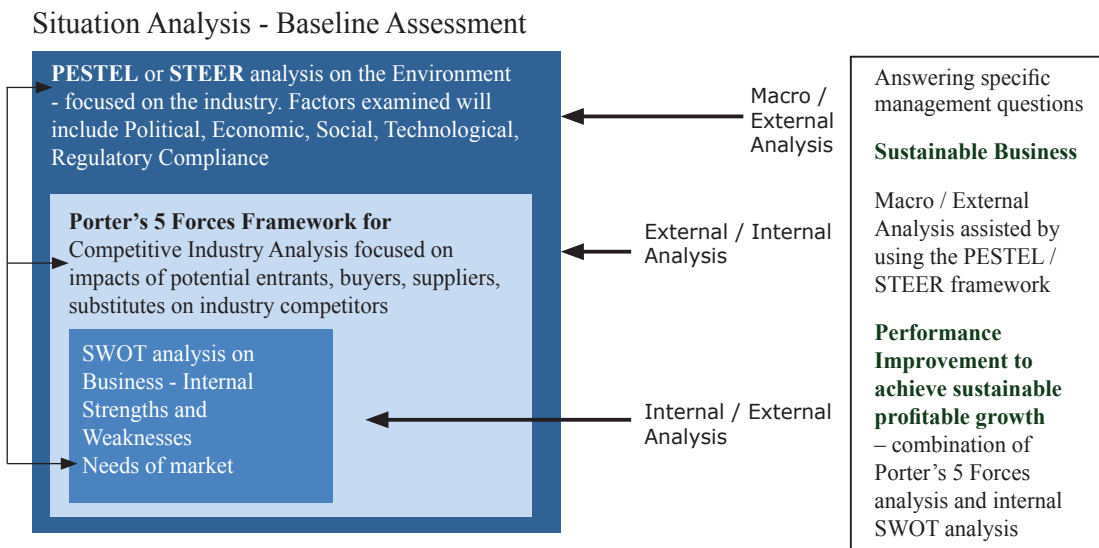 Situation Analysis - Baseline Assessment
PESTEL or STEER analysis on the Environment
- focused on the industry. Factors examined will
include Political, Economic, Social, Technological,
Regulatory Compliance
Porter’s 5 Forces Framework for
Competitive Industry Analysis focused on
impacts of potential entrants, buyers, suppliers,
substitutes on industry competitors
SWOT analysis on
Business - Internal
Strengths and
Weaknesses
Needs of market
Macro /
External
Analysis
External / Internal
Analysis
Internal / External
Analysis
Answering specific
management questions
Sustainable Business
Macro / External
Analysis assisted by
using the PESTEL /
STEER framework
Performance
Improvement to
achieve sustainable
profitable growth
– combination of
Porter’s 5 Forces
analysis and internal
SWOT analysis